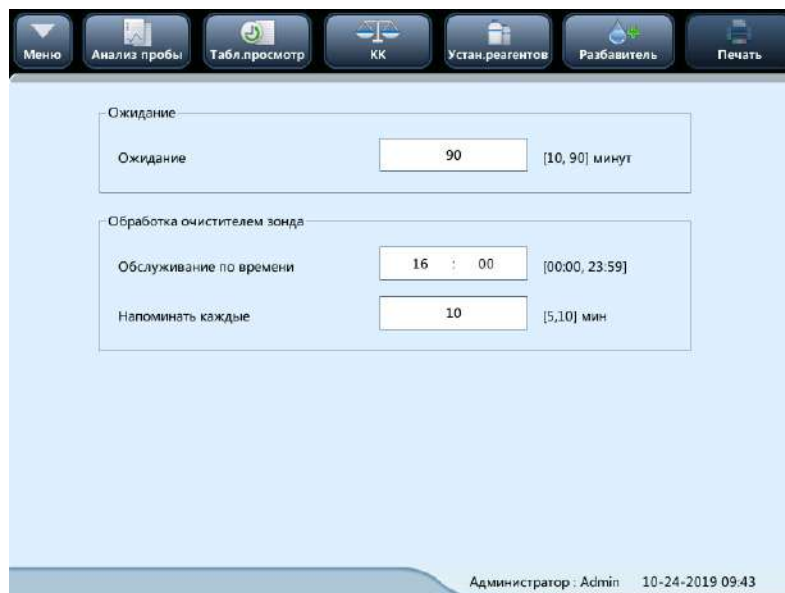 Меню Анализ пробы Табл.просмотр КК Устан.реагентов Разбавитель Печать
Ожидание
Ожидание 90 [10, 90] минут
Обработка очистителем зонда
Обслуживание по времени 16 : 00 [00:00, 23:59]
Напоминать каждые 10 [5,10] мин
Администратор : Admin 10-24-2019 09:43